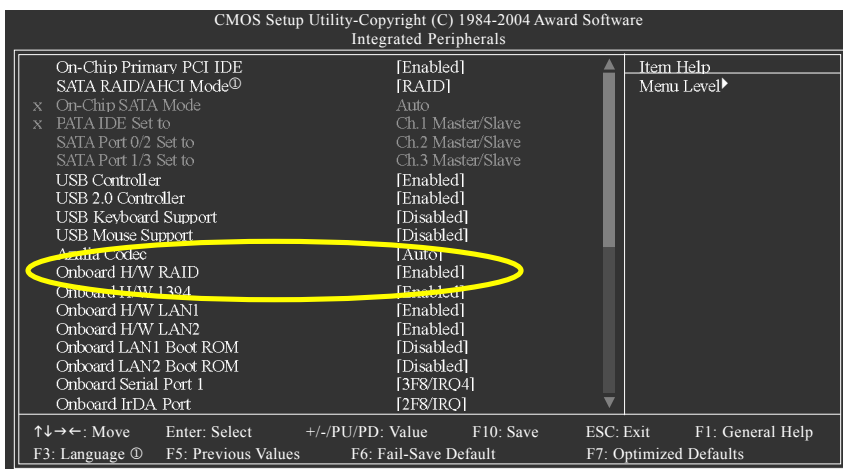 CMOS Setup Utility-Copyright (C) 1984-2004 Award Software
Integrated Peripherals
On-Chip Primary PCI IDE [Enabled] Item Help
SATA RAID/AHCI Mode① [RAID] Menu Level▶
x On-Chip SATA Mode Auto
x PATA IDE Set to Ch.1 Master/Slave
SATA Port 0/2 Set to Ch.2 Master/Slave
SATA Port 1/3 Set to Ch.3 Master/Slave
USB Controller [Enabled]
USB 2.0 Controller [Enabled]
USB Keyboard Support [Disabled]
USB Mouse Support [Disabled]
Azalia Codec [Auto]
Onboard H/W RAID [Enabled]
Onboard H/W 1394 [Enabled]
Onboard H/W LAN1 [Enabled]
Onboard H/W LAN2 [Enabled]
Onboard LAN1 Boot ROM [Disabled]
Onboard LAN2 Boot ROM [Disabled]
Onboard Serial Port 1 [3F8/IRQ4]
Onboard IrDA Port [2F8/IRQ]
↑↓→←: Move Enter: Select +/-/PU/PD: Value F10: Save ESC: Exit F1: General Help
F3: Language ① F5: Previous Values F6: Fail-Save Default F7: Optimized Defaults